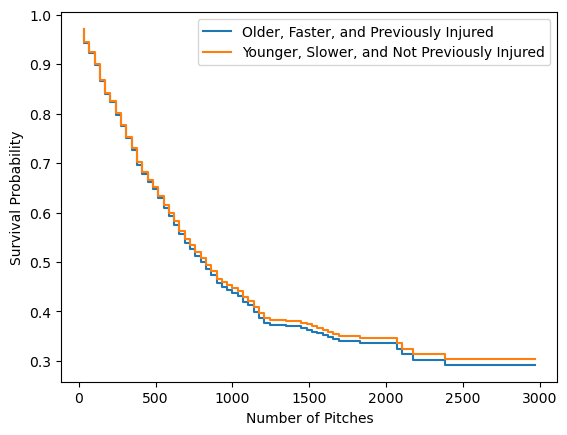 Older, Faster, and Previously Injured
Younger, Slower, and Not Previously Injured
Survival Probability
1.0
0.9
0.8
0.7
0.6
0.5
0.4
0.3
0 500 1000 1500 2000 2500 3000
Number of Pitches